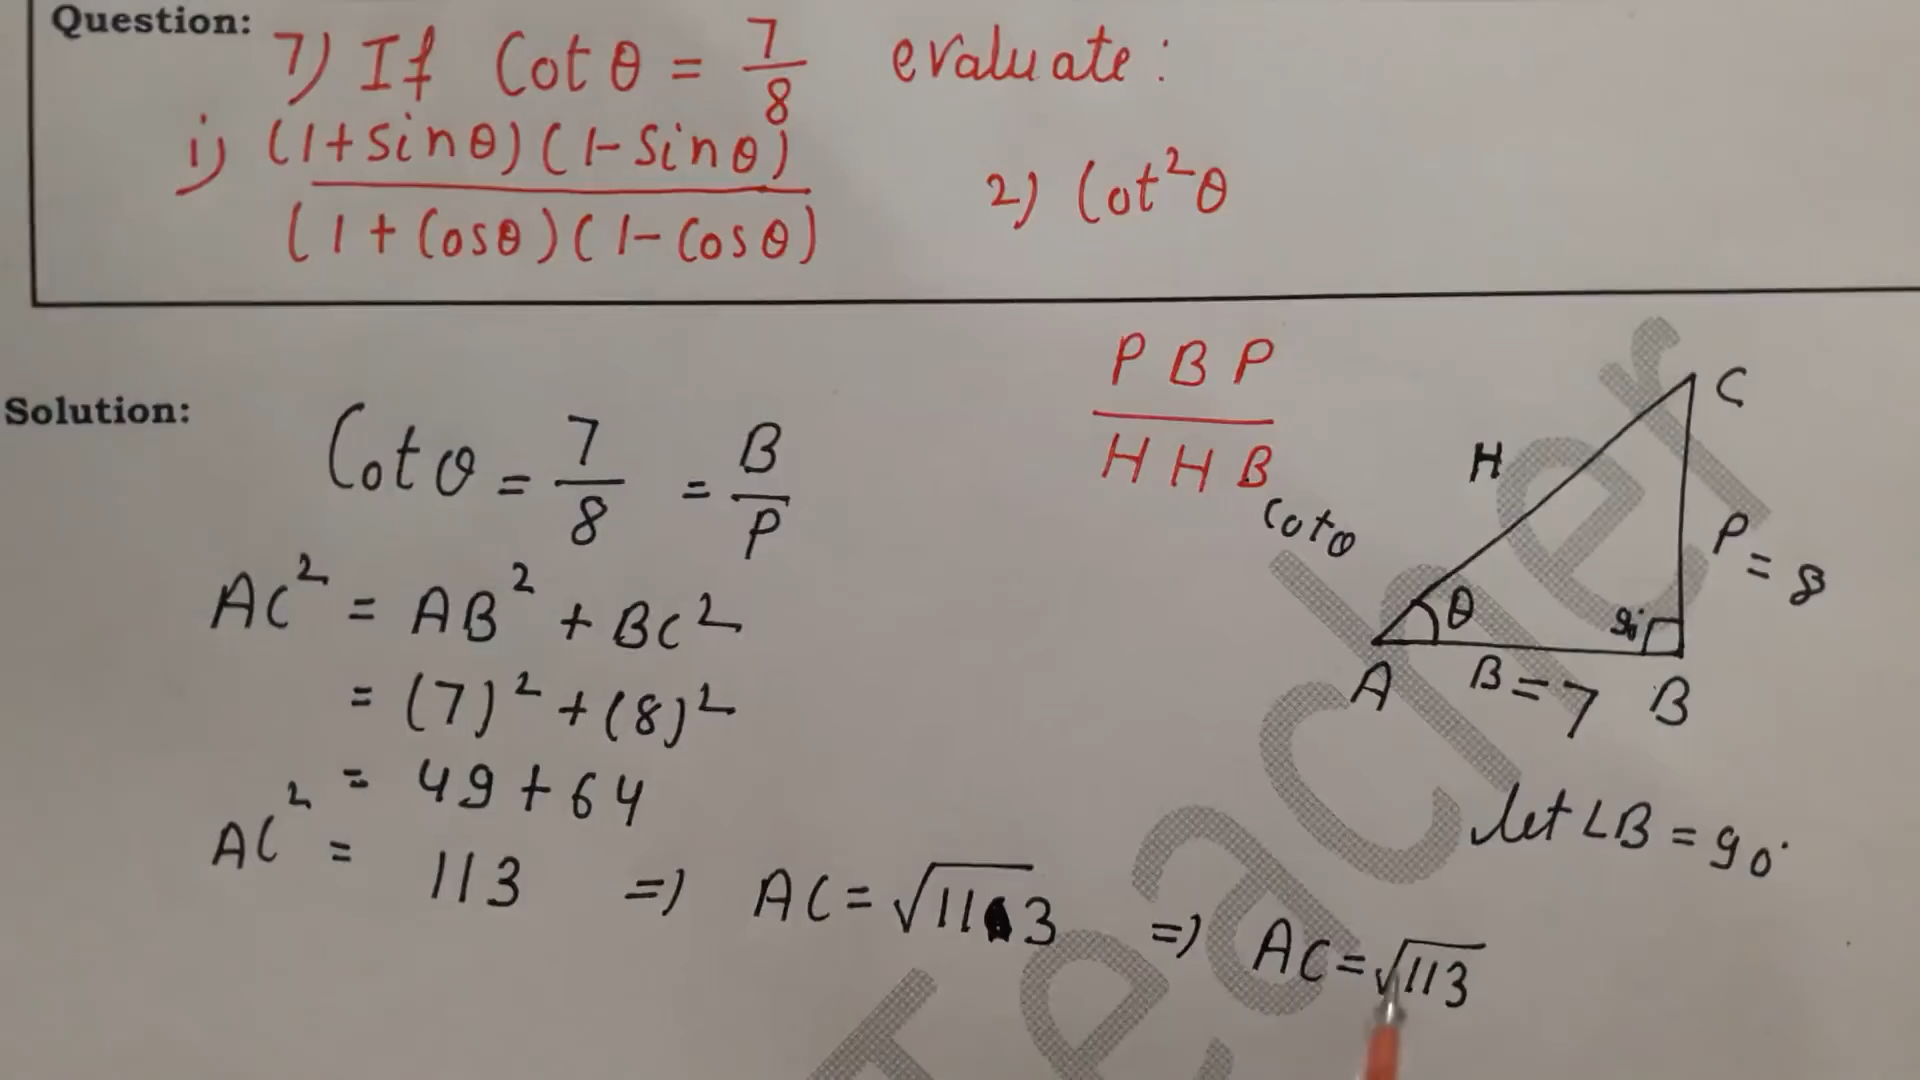 Question:
7) If Cot θ = 7/8 evaluate :
i) (1+Sinθ)(1-Sinθ)
(1+Cosθ)(1-Cosθ)
2) Cot²θ
Solution:
P B P
H H B
Cotθ
Cotθ = 7/8 = B/P
AC² = AB² + BC²
= (7)² + (8)²
= 49 + 64
AC² = 113 => AC = √113 => AC = √113
C
H
P = 8
θ
90°
A
B = 7
B
let ∠B = 90°
Teacher